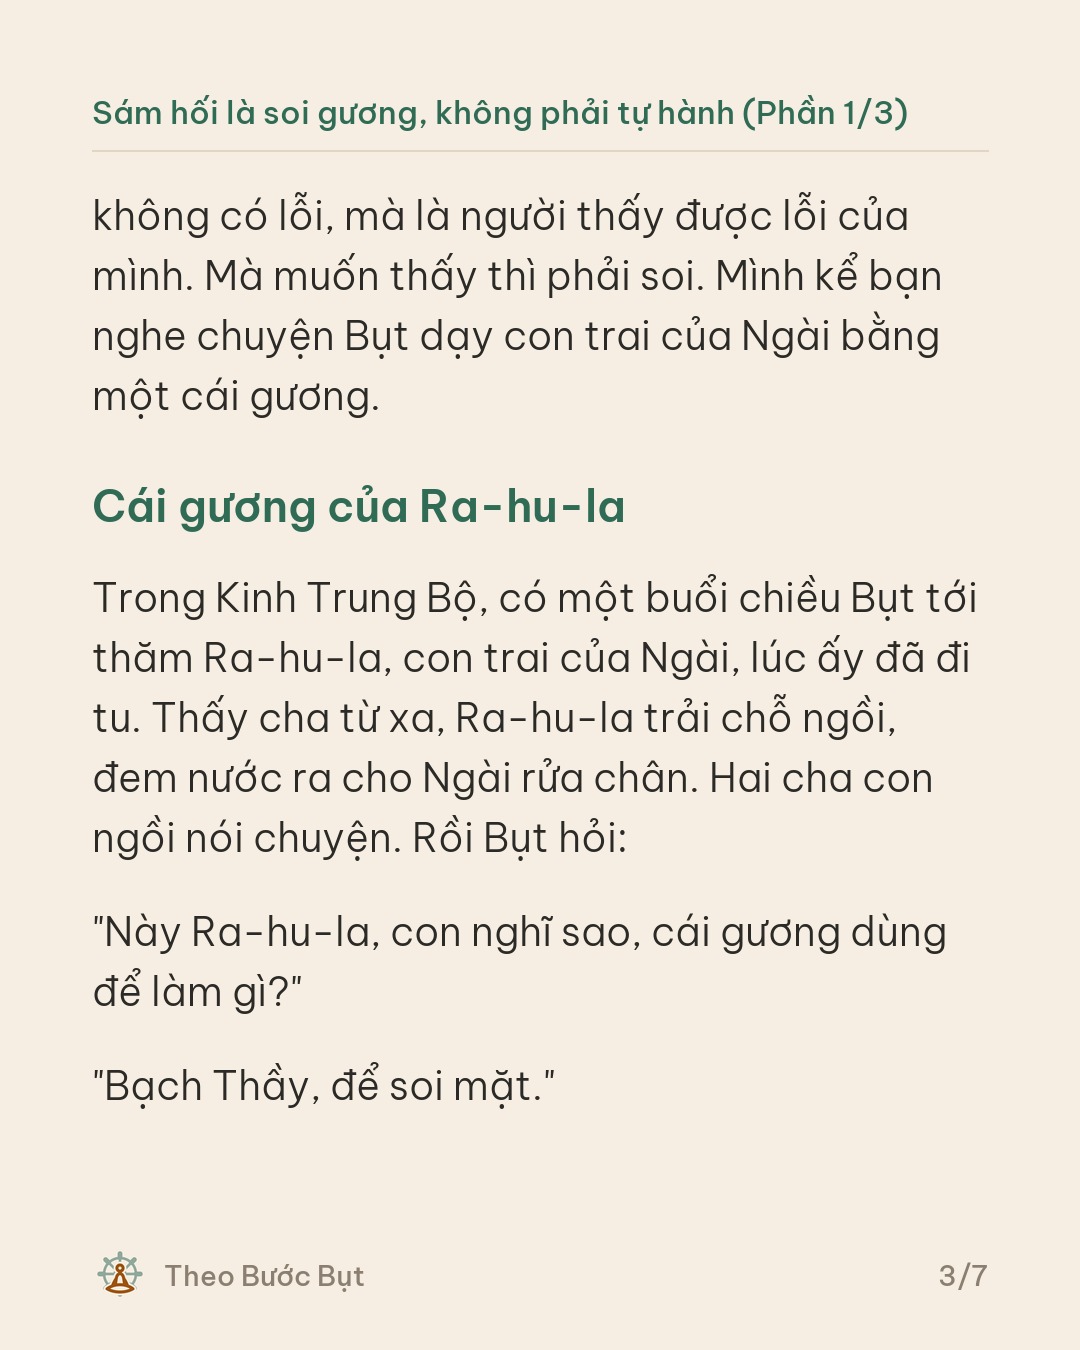 Sám hối là soi gương, không phải tự hành (Phần 1/3)
không có lỗi, mà là người thấy được lỗi của
mình. Mà muốn thấy thì phải soi. Mình kể bạn
nghe chuyện Bụt dạy con trai của Ngài bằng
một cái gương.
Cái gương của Ra-hu-la
Trong Kinh Trung Bộ, có một buổi chiều Bụt tới
thăm Ra-hu-la, con trai của Ngài, lúc ấy đã đi
tu. Thấy cha từ xa, Ra-hu-la trải chỗ ngồi,
đem nước ra cho Ngài rửa chân. Hai cha con
ngồi nói chuyện. Rồi Bụt hỏi:
"Này Ra-hu-la, con nghĩ sao, cái gương dùng
để làm gì?"
"Bạch Thầy, để soi mặt."
Theo Bước Bụt
3/7